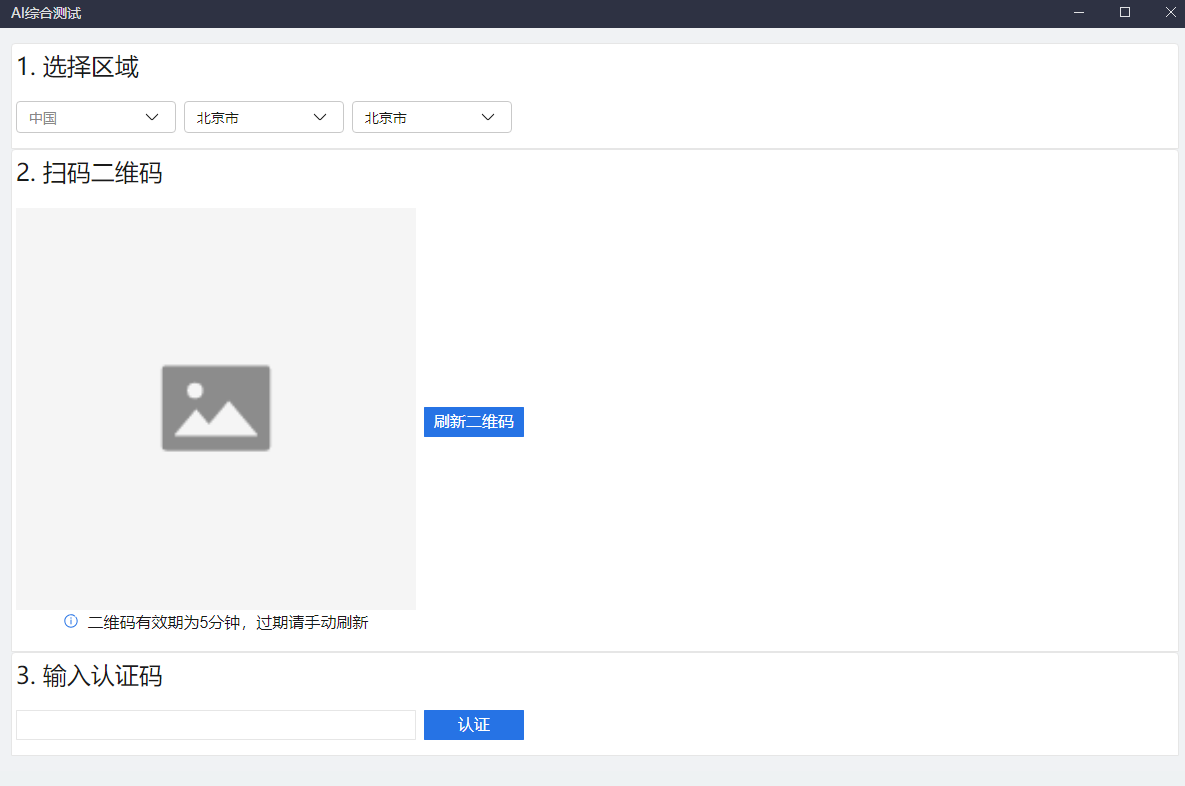 AI综合测试
1. 选择区域
中国 北京市 北京市
2. 扫码二维码
刷新二维码
二维码有效期为5分钟，过期请手动刷新
3. 输入认证码
认证